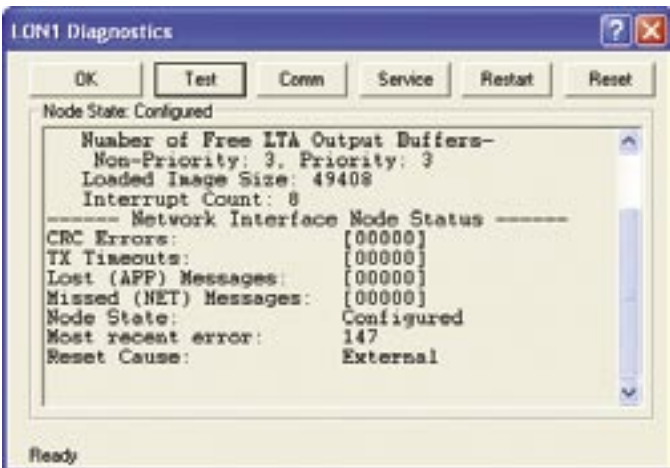 LON1 Diagnostics
OK Test Comm Service Restart Reset
Node State: Configured
Number of Free LTA Output Buffers-
Non-Priority: 3, Priority: 3
Loaded Image Size: 49408
Interrupt Count: 8
------ Network Interface Node Status ------
CRC Errors: [00000]
TX Timeouts: [00000]
Lost (APP) Messages: [00000]
Missed (NET) Messages: [00000]
Node State: Configured
Most recent error: 147
Reset Cause: External
Ready